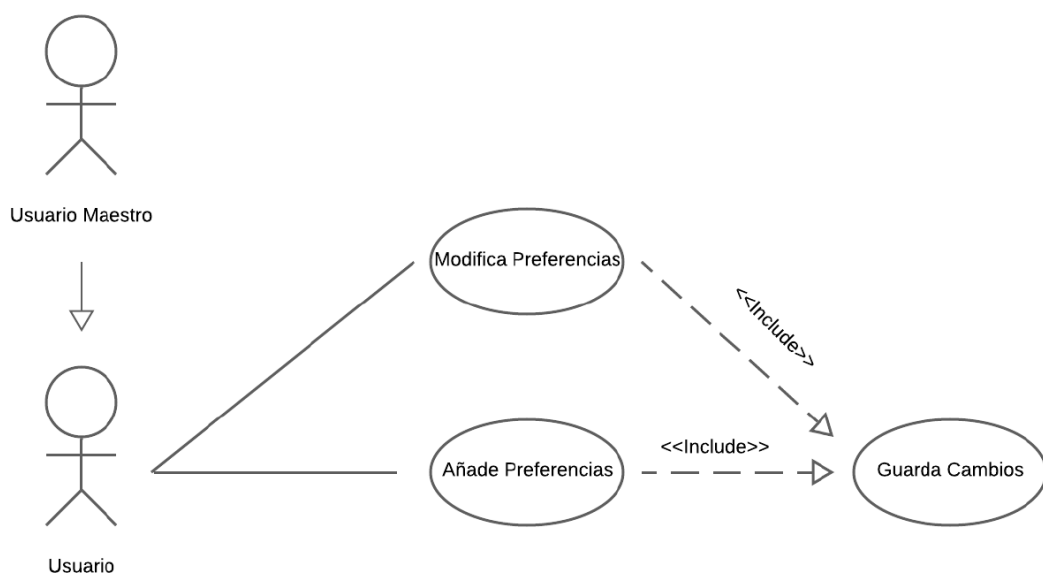 Usuario Maestro
Modifica Preferencias
<<Include>>
<<Include>>
Añade Preferencias
Guarda Cambios
Usuario